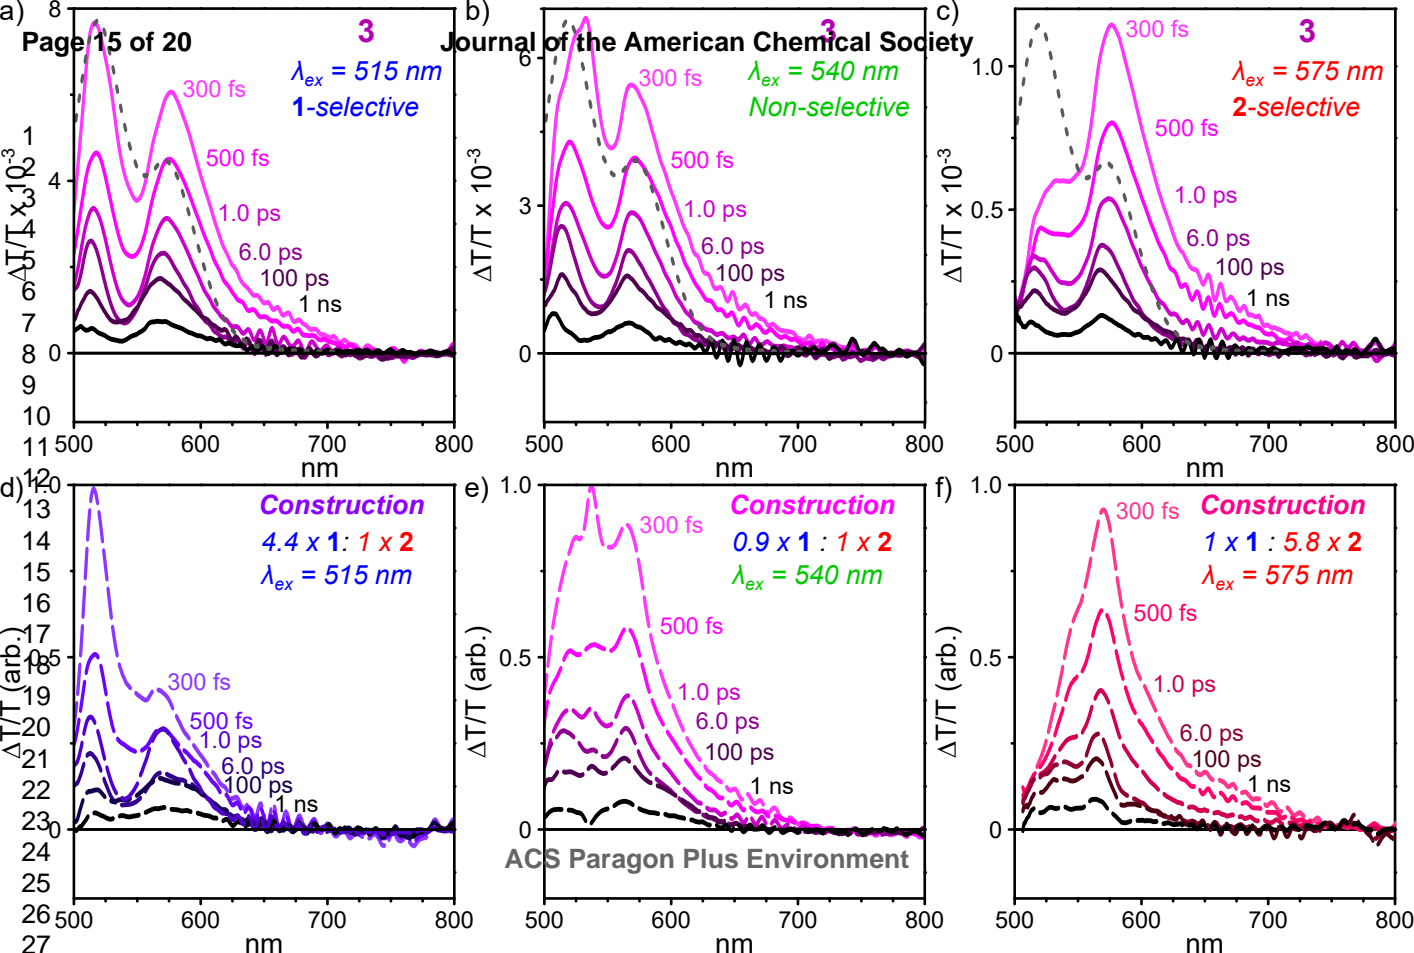 Page 15 of 20
Journal of the American Chemical Society
a)
3
λex = 515 nm
1-selective
300 fs
500 fs
1.0 ps
6.0 ps
100 ps
1 ns
8
4
0
ΔT/T x 10-3
500 600 700 800
nm
b)
3
λex = 540 nm
Non-selective
300 fs
500 fs
1.0 ps
6.0 ps
100 ps
1 ns
6
3
0
ΔT/T x 10-3
500 600 700 800
nm
c)
3
λex = 575 nm
2-selective
300 fs
500 fs
1.0 ps
6.0 ps
100 ps
1 ns
1.0
0.5
0
ΔT/T x 10-3
500 600 700 800
nm
d)
Construction
4.4 x 1: 1 x 2
λex = 515 nm
300 fs
500 fs
1.0 ps
6.0 ps
100 ps
1 ns
0
ΔT/T (arb.)
500 600 700 800
nm
e)
Construction
0.9 x 1 : 1 x 2
λex = 540 nm
300 fs
500 fs
1.0 ps
6.0 ps
100 ps
1 ns
1.0
0.5
0
ΔT/T (arb.)
500 600 700 800
nm
f)
Construction
1 x 1 : 5.8 x 2
λex = 575 nm
300 fs
500 fs
1.0 ps
6.0 ps
100 ps
1 ns
1.0
0.5
0
ΔT/T (arb.)
500 600 700 800
nm
1
2
3
4
5
6
7
8
9
10
11
12
13
14
15
16
17
18
19
20
21
22
23
24
25
26
27
ACS Paragon Plus Environment